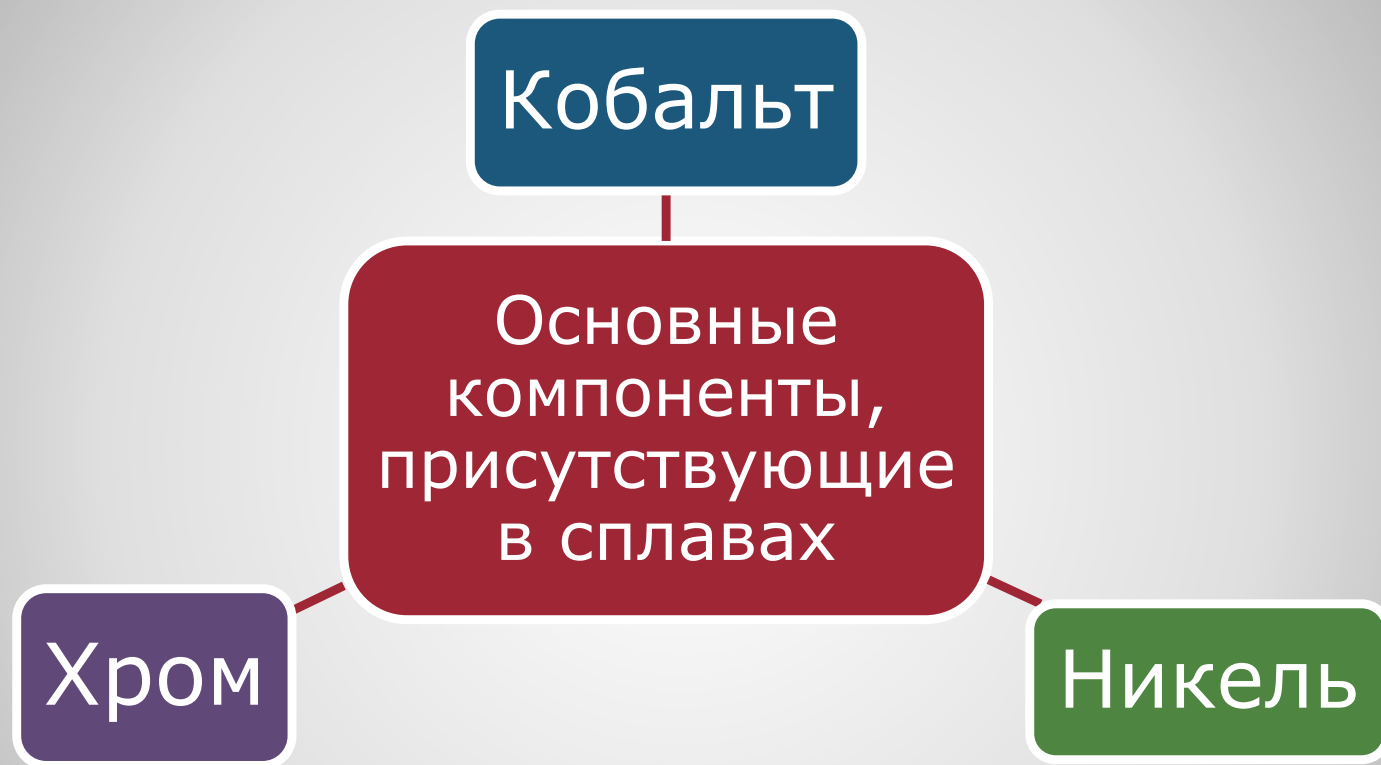 Кобальт
Основные
компоненты,
присутствующие
в сплавах
Хром
Никель